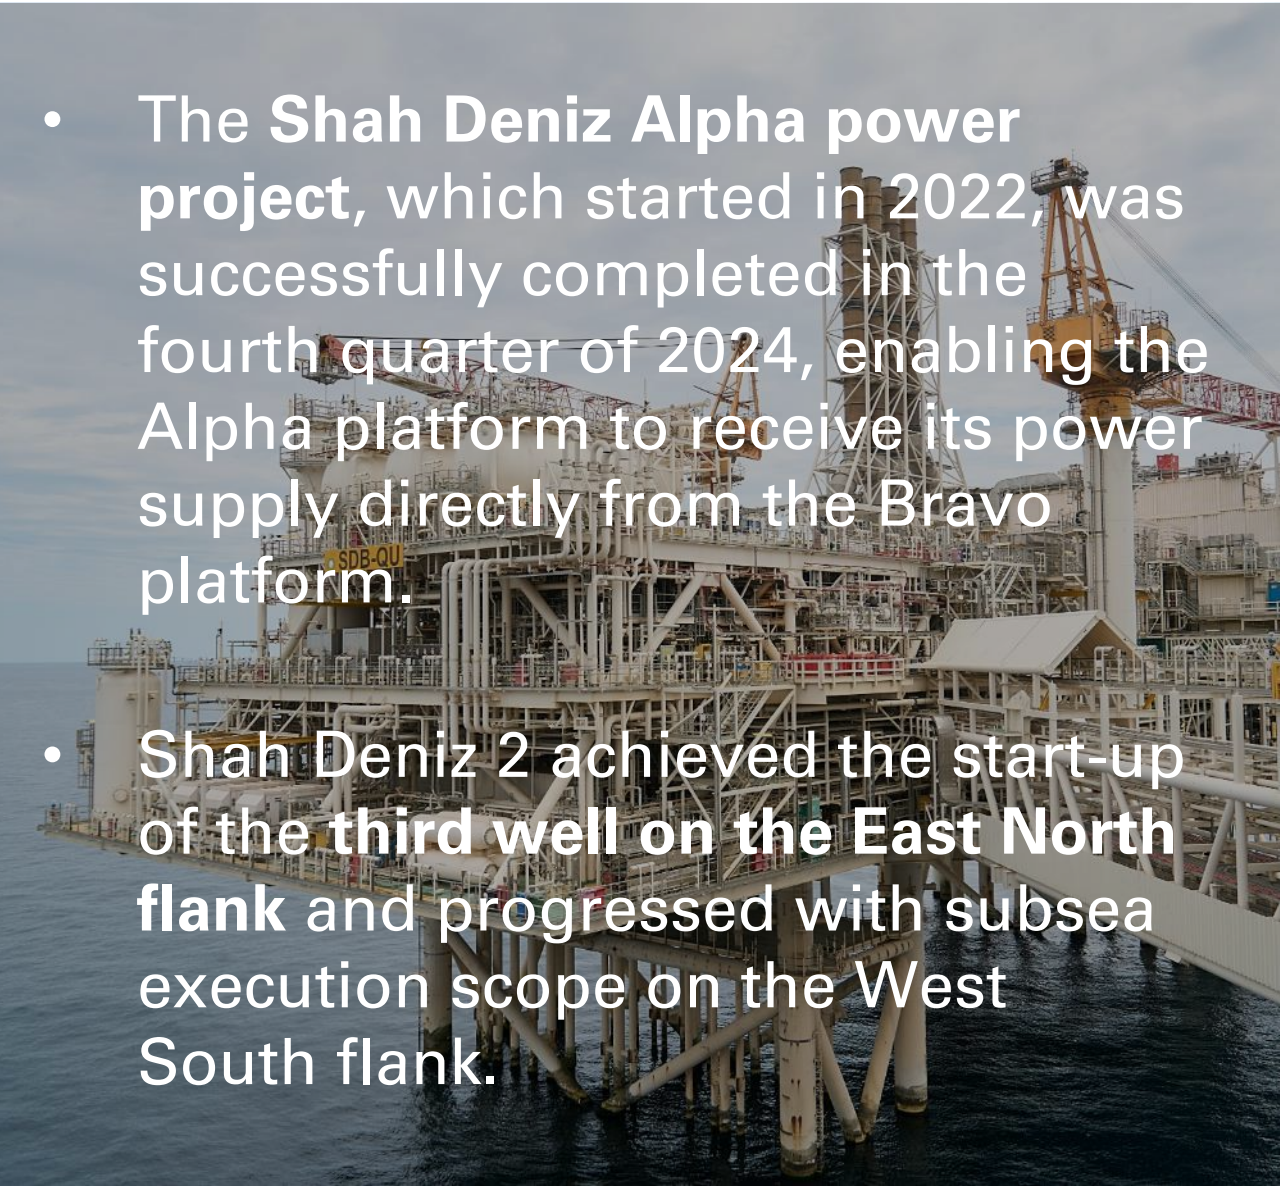 • The Shah Deniz Alpha power
project, which started in 2022, was
successfully completed in the
fourth quarter of 2024, enabling the
Alpha platform to receive its power
supply directly from the Bravo
platform.
SDB-QU
• Shah Deniz 2 achieved the start-up
of the third well on the East North
flank and progressed with subsea
execution scope on the West
South flank.